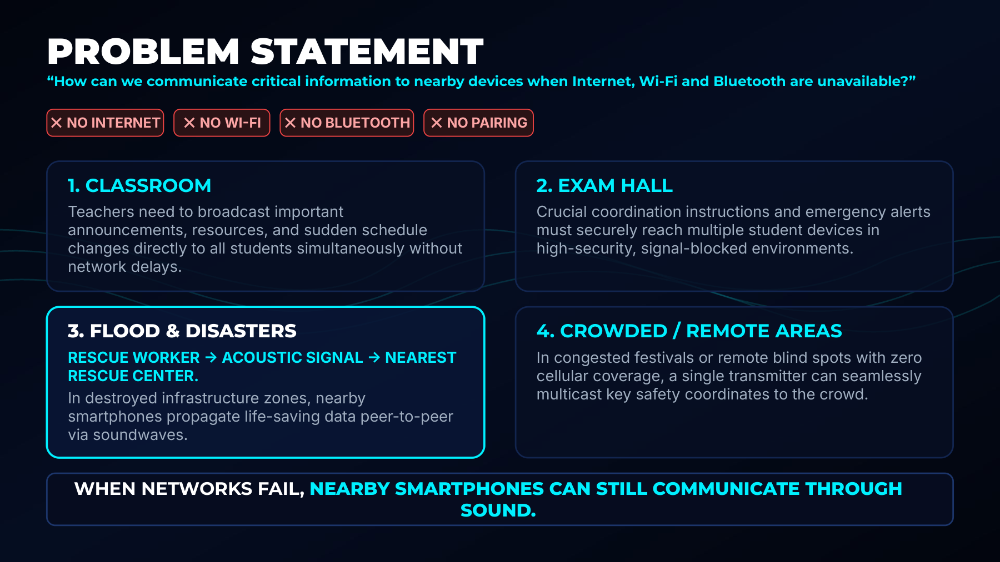 PROBLEM STATEMENT
“How can we communicate critical information to nearby devices when Internet, Wi-Fi and Bluetooth are unavailable?”
✕ NO INTERNET
✕ NO WI-FI
✕ NO BLUETOOTH
✕ NO PAIRING
1. CLASSROOM
Teachers need to broadcast important
announcements, resources, and sudden schedule
changes directly to all students simultaneously without
network delays.
2. EXAM HALL
Crucial coordination instructions and emergency alerts
must securely reach multiple student devices in
high-security, signal-blocked environments.
3. FLOOD & DISASTERS
RESCUE WORKER → ACOUSTIC SIGNAL → NEAREST
RESCUE CENTER.
In destroyed infrastructure zones, nearby
smartphones propagate life-saving data peer-to-peer
via soundwaves.
4. CROWDED / REMOTE AREAS
In congested festivals or remote blind spots with zero
cellular coverage, a single transmitter can seamlessly
multicast key safety coordinates to the crowd.
WHEN NETWORKS FAIL, NEARBY SMARTPHONES CAN STILL COMMUNICATE THROUGH
SOUND.